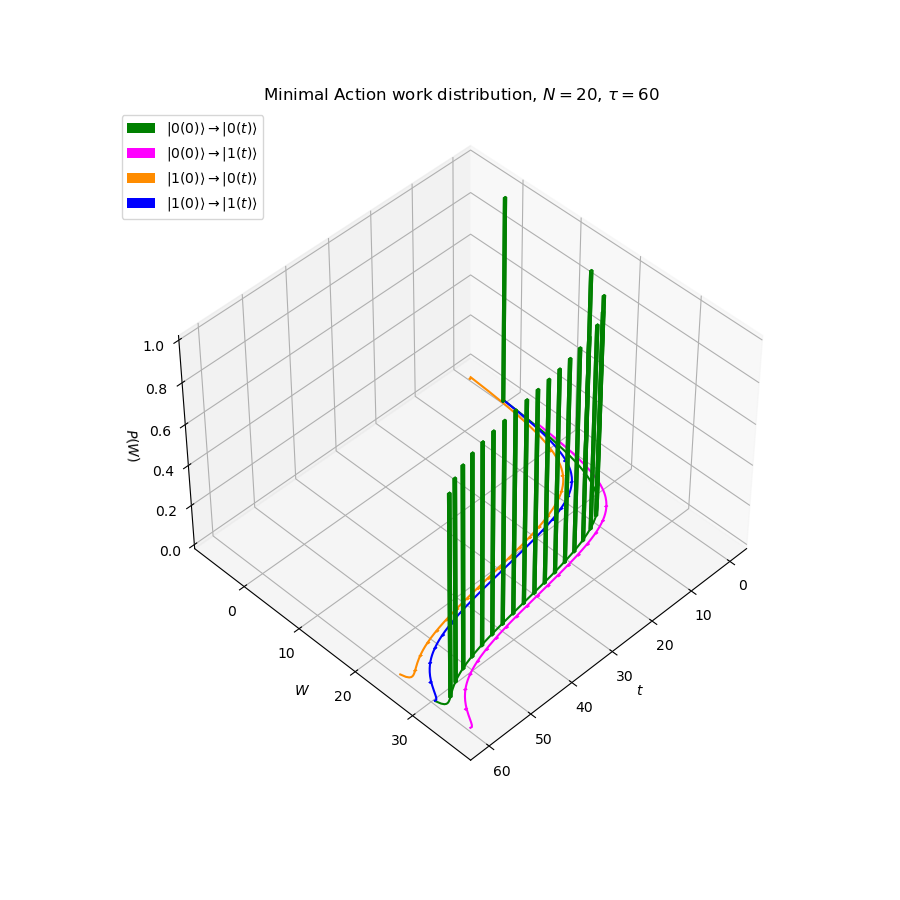 Minimal Action work distribution, N = 20, τ = 60
|0(0)⟩ → |0(t)⟩
|0(0)⟩ → |1(t)⟩
|1(0)⟩ → |0(t)⟩
|1(0)⟩ → |1(t)⟩
1.0
0.8
0.6
0.4
0.2
0.0
P(W)
0
10
20
30
W
0
10
20
30
40
50
60
t